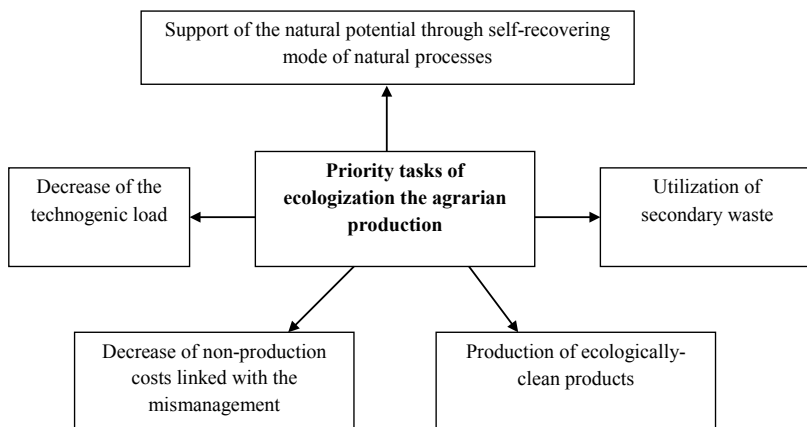 Support of the natural potential through self-recovering
mode of natural processes
Priority tasks of
ecologization the agrarian
production
Decrease of the
technogenic load
Utilization of
secondary waste
Decrease of non-production
costs linked with the
mismanagement
Production of ecologically-
clean products